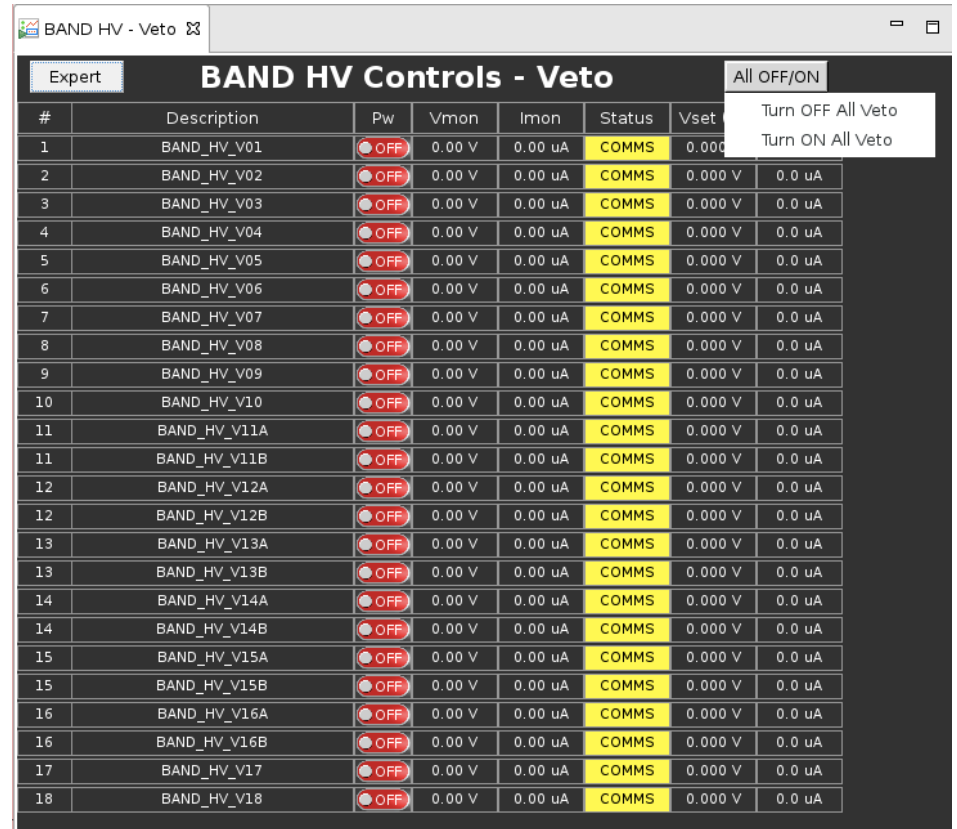 BAND HV - Veto
Expert BAND HV Controls - Veto All OFF/ON
Turn OFF All Veto
Turn ON All Veto
# Description Pw Vmon Imon Status Vset
1 BAND_HV_V01 OFF 0.00 V 0.00 uA COMMS 0.000
2 BAND_HV_V02 OFF 0.00 V 0.00 uA COMMS 0.000 V 0.0 uA
3 BAND_HV_V03 OFF 0.00 V 0.00 uA COMMS 0.000 V 0.0 uA
4 BAND_HV_V04 OFF 0.00 V 0.00 uA COMMS 0.000 V 0.0 uA
5 BAND_HV_V05 OFF 0.00 V 0.00 uA COMMS 0.000 V 0.0 uA
6 BAND_HV_V06 OFF 0.00 V 0.00 uA COMMS 0.000 V 0.0 uA
7 BAND_HV_V07 OFF 0.00 V 0.00 uA COMMS 0.000 V 0.0 uA
8 BAND_HV_V08 OFF 0.00 V 0.00 uA COMMS 0.000 V 0.0 uA
9 BAND_HV_V09 OFF 0.00 V 0.00 uA COMMS 0.000 V 0.0 uA
10 BAND_HV_V10 OFF 0.00 V 0.00 uA COMMS 0.000 V 0.0 uA
11 BAND_HV_V11A OFF 0.00 V 0.00 uA COMMS 0.000 V 0.0 uA
11 BAND_HV_V11B OFF 0.00 V 0.00 uA COMMS 0.000 V 0.0 uA
12 BAND_HV_V12A OFF 0.00 V 0.00 uA COMMS 0.000 V 0.0 uA
12 BAND_HV_V12B OFF 0.00 V 0.00 uA COMMS 0.000 V 0.0 uA
13 BAND_HV_V13A OFF 0.00 V 0.00 uA COMMS 0.000 V 0.0 uA
13 BAND_HV_V13B OFF 0.00 V 0.00 uA COMMS 0.000 V 0.0 uA
14 BAND_HV_V14A OFF 0.00 V 0.00 uA COMMS 0.000 V 0.0 uA
14 BAND_HV_V14B OFF 0.00 V 0.00 uA COMMS 0.000 V 0.0 uA
15 BAND_HV_V15A OFF 0.00 V 0.00 uA COMMS 0.000 V 0.0 uA
15 BAND_HV_V15B OFF 0.00 V 0.00 uA COMMS 0.000 V 0.0 uA
16 BAND_HV_V16A OFF 0.00 V 0.00 uA COMMS 0.000 V 0.0 uA
16 BAND_HV_V16B OFF 0.00 V 0.00 uA COMMS 0.000 V 0.0 uA
17 BAND_HV_V17 OFF 0.00 V 0.00 uA COMMS 0.000 V 0.0 uA
18 BAND_HV_V18 OFF 0.00 V 0.00 uA COMMS 0.000 V 0.0 uA